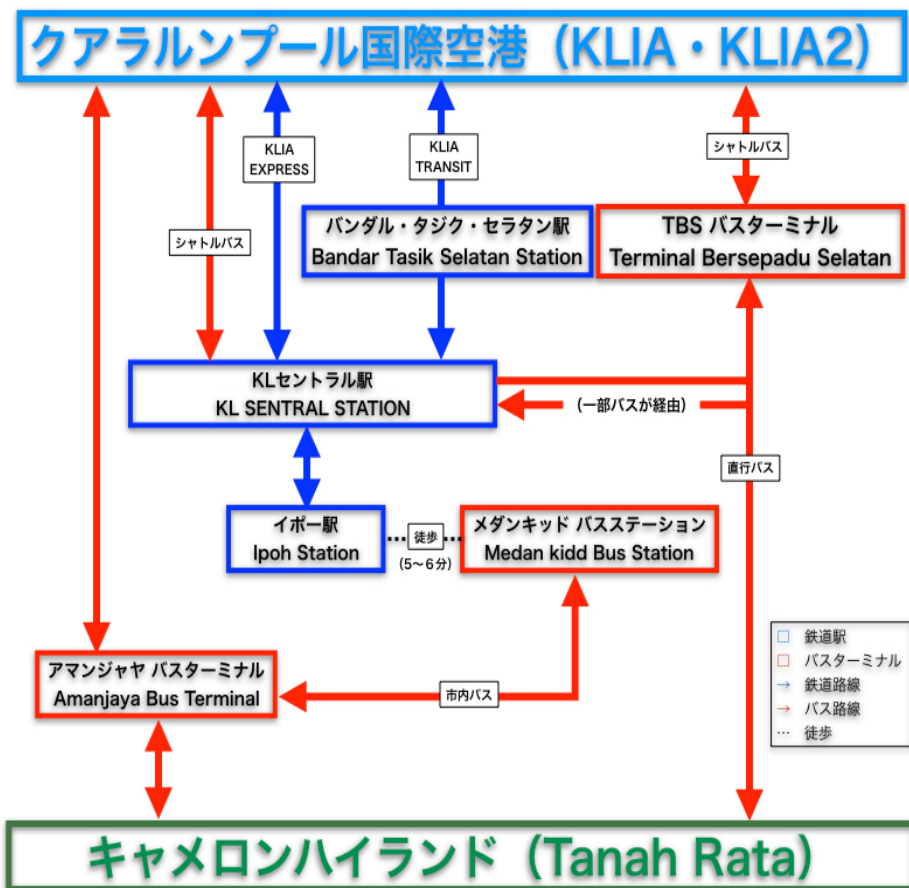 クアラルンプール国際空港（KLIA・KLIA2）
KLIA
EXPRESS
KLIA
TRANSIT
シャトルバス
シャトルバス
バンダル・タジク・セラタン駅
Bandar Tasik Selatan Station
TBS バスターミナル
Terminal Bersepadu Selatan
KLセントラル駅
KL SENTRAL STATION
（一部バスが経由）
直行バス
イポー駅
Ipoh Station
徒歩
（5〜6分）
メダンキッド バスステーション
Medan kidd Bus Station
アマンジャヤ バスターミナル
Amanjaya Bus Terminal
市内バス
鉄道駅
バスターミナル
鉄道路線
バス路線
徒歩
キャメロンハイランド（Tanah Rata）